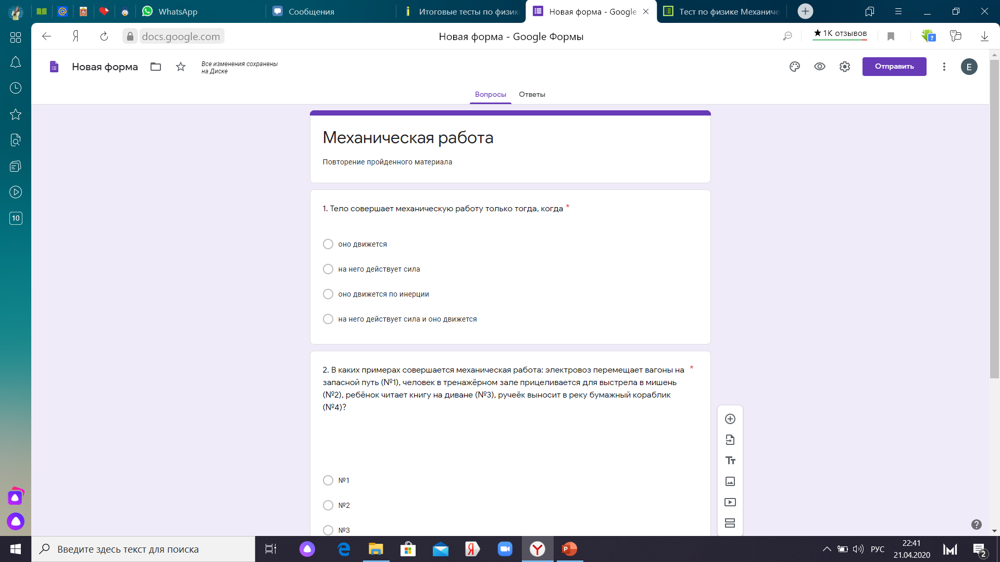 WhatsApp
Сообщения
Итоговые тесты по физик
Новая форма - Google
Тест по физике Механиче
docs.google.com
Новая форма - Google Формы
★ 1К отзывов
Новая форма
Все изменения сохранены
на Диске
Отправить
E
Вопросы
Ответы
10
Механическая работа
Повторение пройденного материала
1. Тело совершает механическую работу только тогда, когда *
оно движется
на него действует сила
оно движется по инерции
на него действует сила и оно движется
2. В каких примерах совершается механическая работа: электровоз перемещает вагоны на *
запасной путь (№1), человек в тренажёрном зале прицеливается для выстрела в мишень
(№2), ребёнок читает книгу на диване (№3), ручеёк выносит в реку бумажный кораблик
(№4)?
№1
№2
№3
Введите здесь текст для поиска
РУС
22:41
21.04.2020
2